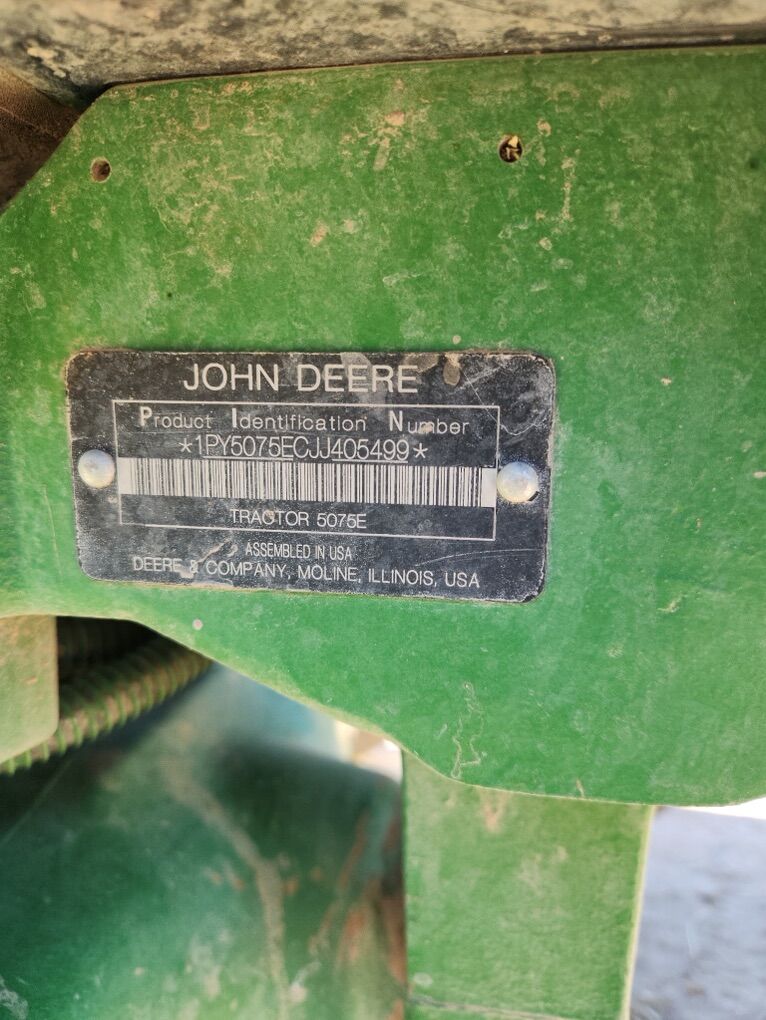 JOHN DEERE
Product Identification Number
*1PY5075ECJJ405499*
TRACTOR 5075E
ASSEMBLED IN USA
DEERE & COMPANY, MOLINE, ILLINOIS, USA